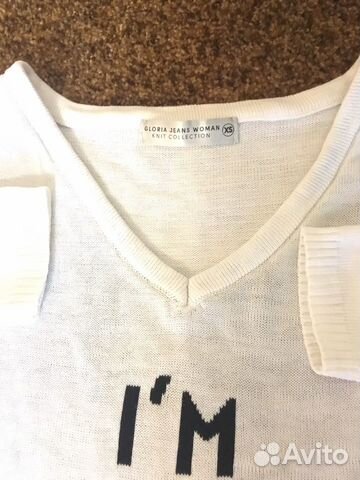 GLORIA JEANS WOMAN
KNIT COLLECTION
XS
I'M
Avito